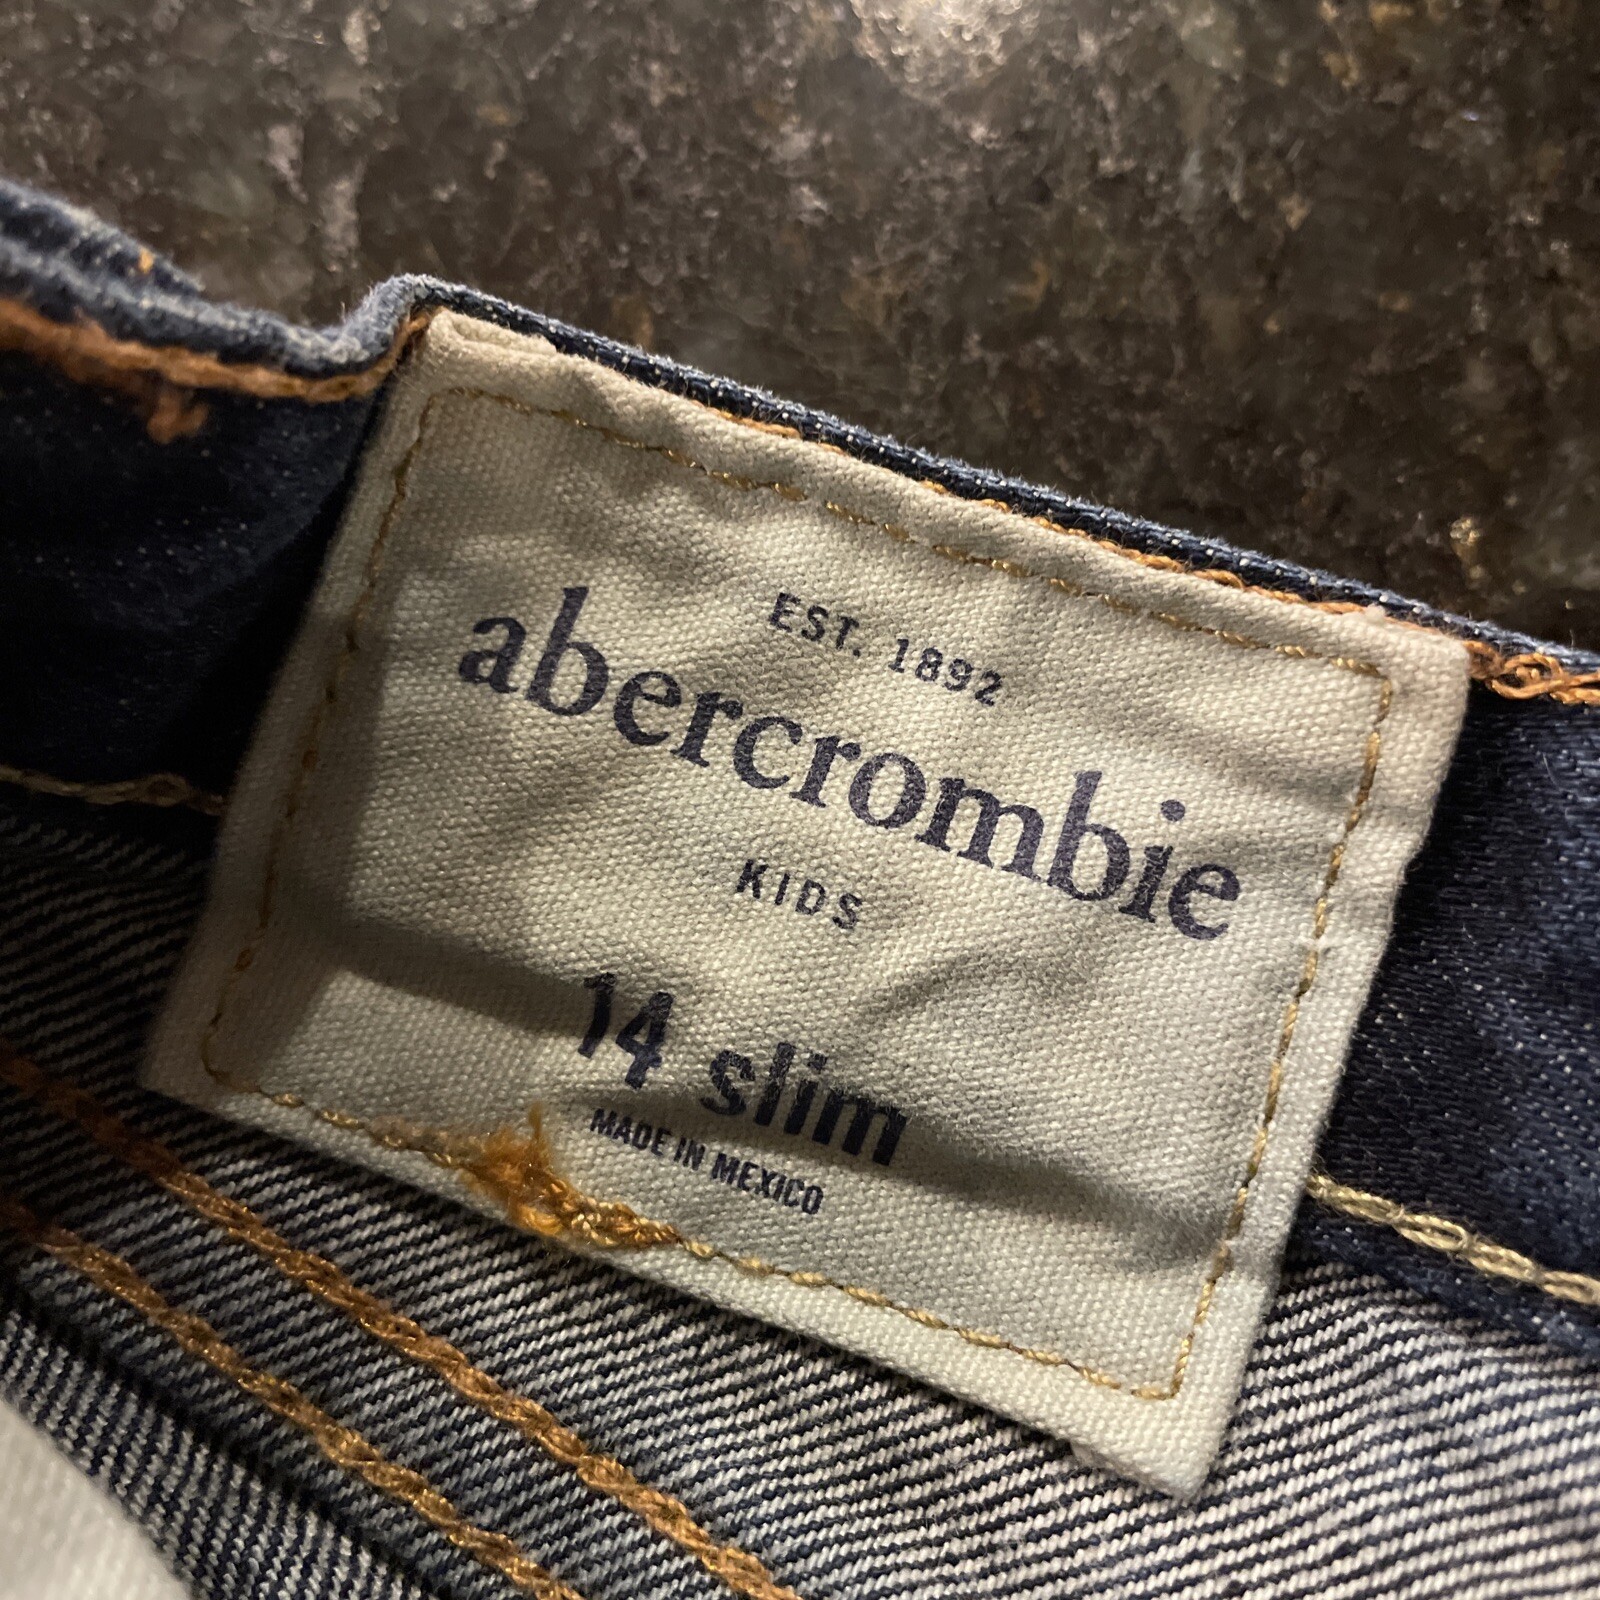 EST. 1892
abercrombie
KIDS
14 slim
MADE IN MEXICO